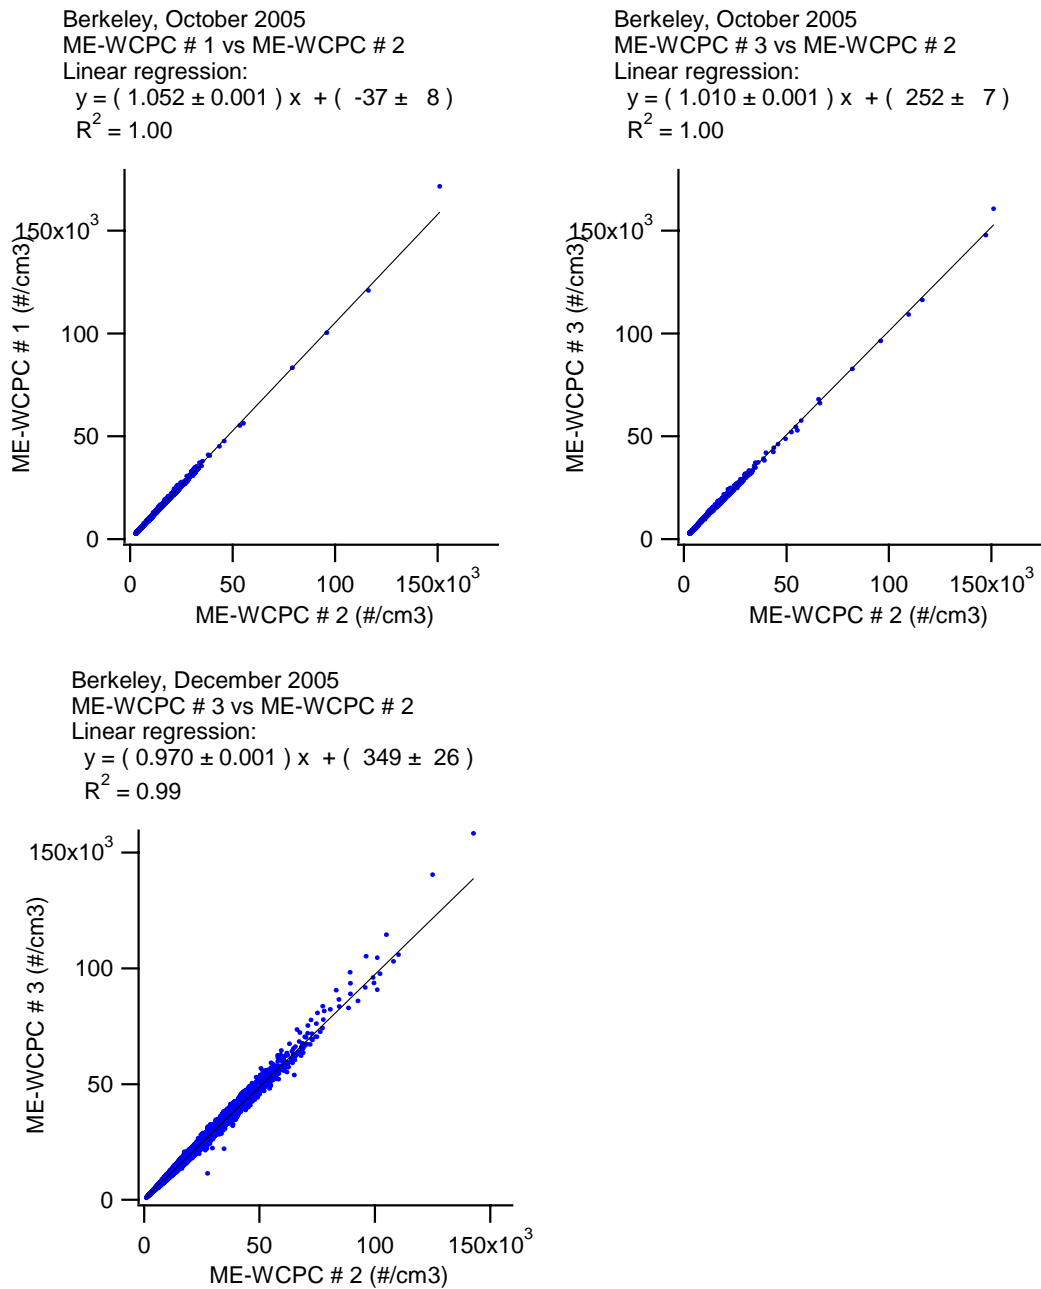 Berkeley, October 2005
ME-WCPC # 1 vs ME-WCPC # 2
Linear regression:
y = ( 1.052 ± 0.001 ) x + ( -37 ± 8 )
R² = 1.00
150x10³
100
50
0
ME-WCPC # 1 (#/cm3)
0 50 100 150x10³
ME-WCPC # 2 (#/cm3)
Berkeley, October 2005
ME-WCPC # 3 vs ME-WCPC # 2
Linear regression:
y = ( 1.010 ± 0.001 ) x + ( 252 ± 7 )
R² = 1.00
150x10³
100
50
0
ME-WCPC # 3 (#/cm3)
0 50 100 150x10³
ME-WCPC # 2 (#/cm3)
Berkeley, December 2005
ME-WCPC # 3 vs ME-WCPC # 2
Linear regression:
y = ( 0.970 ± 0.001 ) x + ( 349 ± 26 )
R² = 0.99
150x10³
100
50
0
ME-WCPC # 3 (#/cm3)
0 50 100 150x10³
ME-WCPC # 2 (#/cm3)